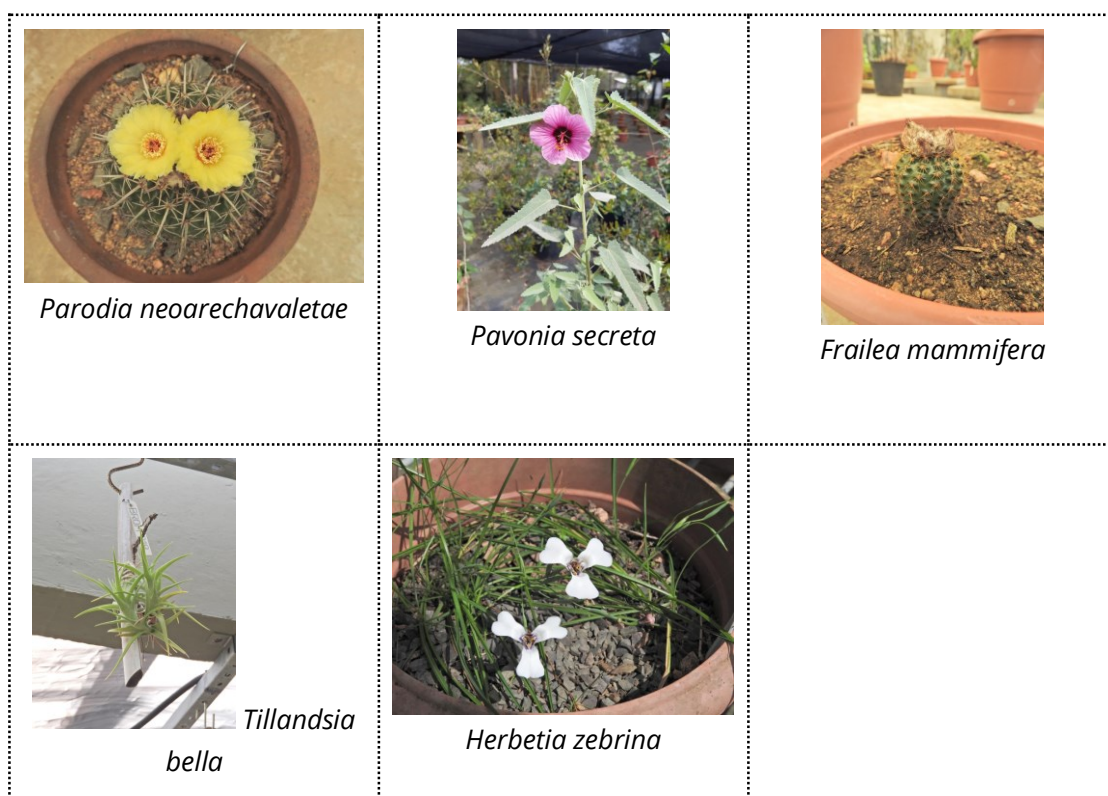 Parodia neoarechavaletae
Pavonia secreta
Frailea mammifera
Tillandsia
bella
Herbetia zebrina